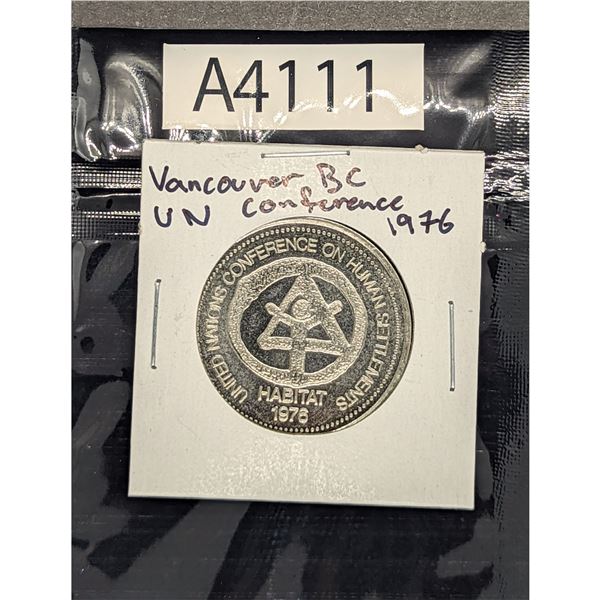 A4111
Vancouver BC
UN Conference
1976
UNITED NATIONS CONFERENCE ON HUMAN SETTLEMENTS
HABITAT
1976